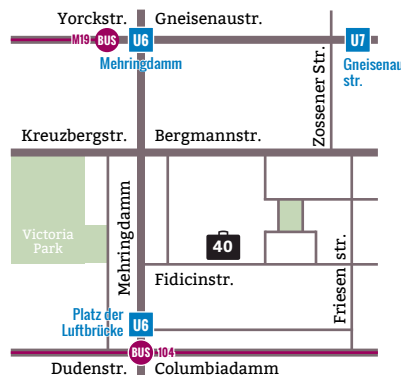 Yorckstr. Gneisenaustr.
M19 BUS U6 U7
Mehringdamm
Gneisenau
str.
Zossener Str.
Kreuzbergstr. Bergmannstr.
Mehringdamm
Victoria
Park
40
Friesen str.
Fidicinstr.
Platz der
Luftbrücke
U6
BUS 104
Dudenstr. Columbiadamm